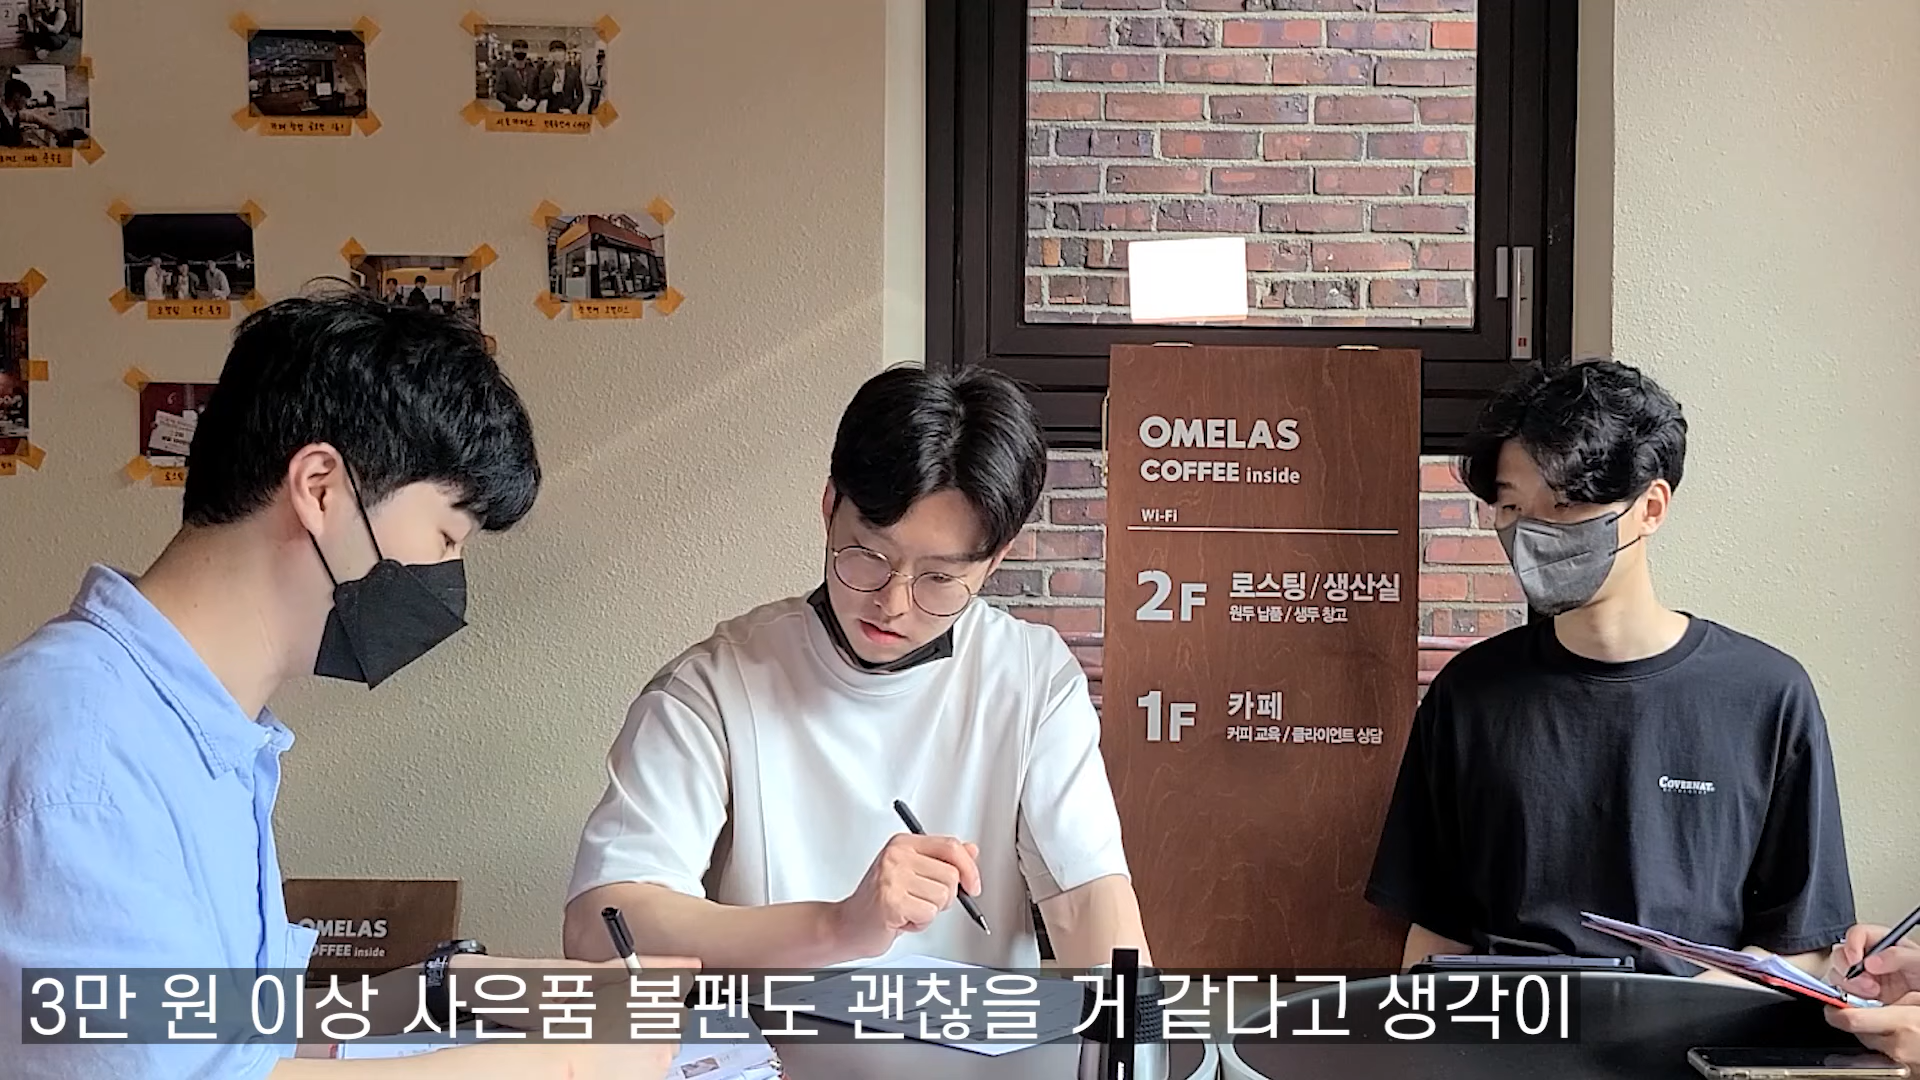 OMELAS
COFFEE inside
Wi-Fi
2F 로스팅 / 생산실
원두 납품 / 생두 창고
1F 카페
커피 교육 / 클라이언트 상담
COVERNAT
OMELAS
COFFEE inside
3만 원 이상 사은품 볼펜도 괜찮을 거 같다고 생각이